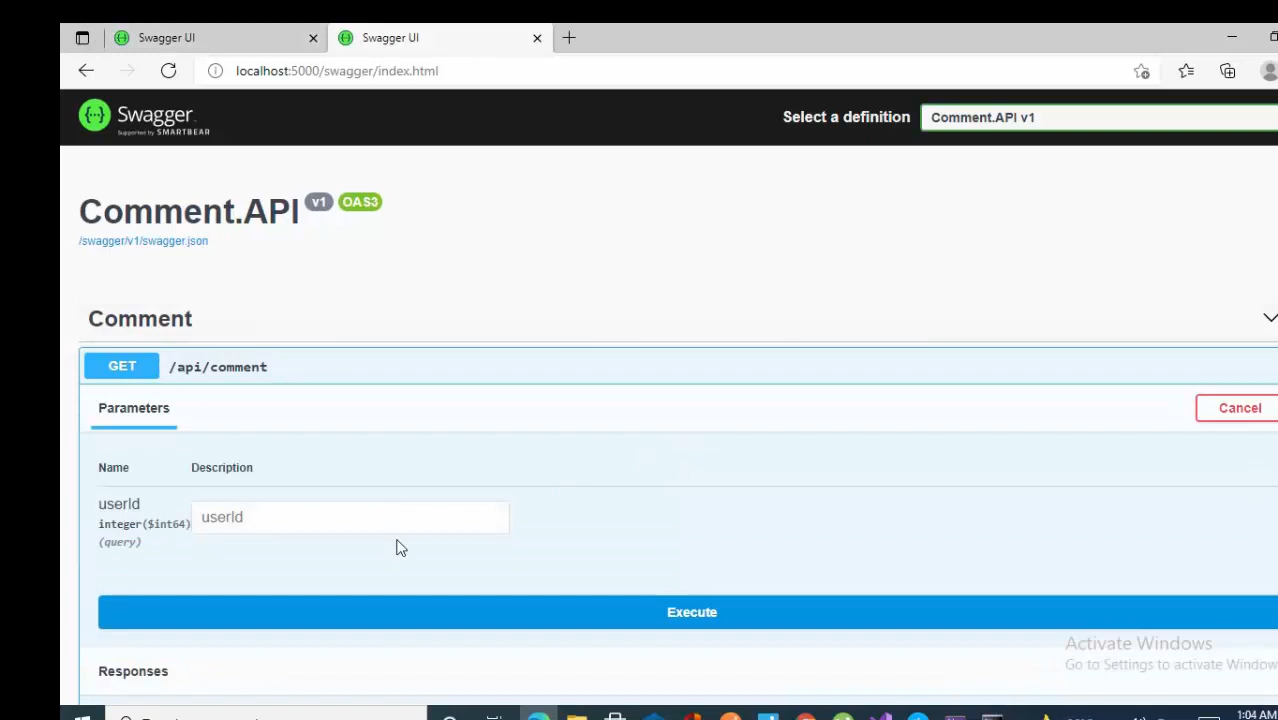 Swagger UI
Swagger UI
localhost:5000/swagger/index.html
Swagger
Supported by SMARTBEAR
Select a definition
Comment.API v1
Comment.API v1 OAS3
/swagger/v1/swagger.json
Comment
GET /api/comment
Parameters
Cancel
Name Description
userId
integer($int64)
(query)
userId
Execute
Activate Windows
Go to Settings to activate Window
Responses
1:04 AM